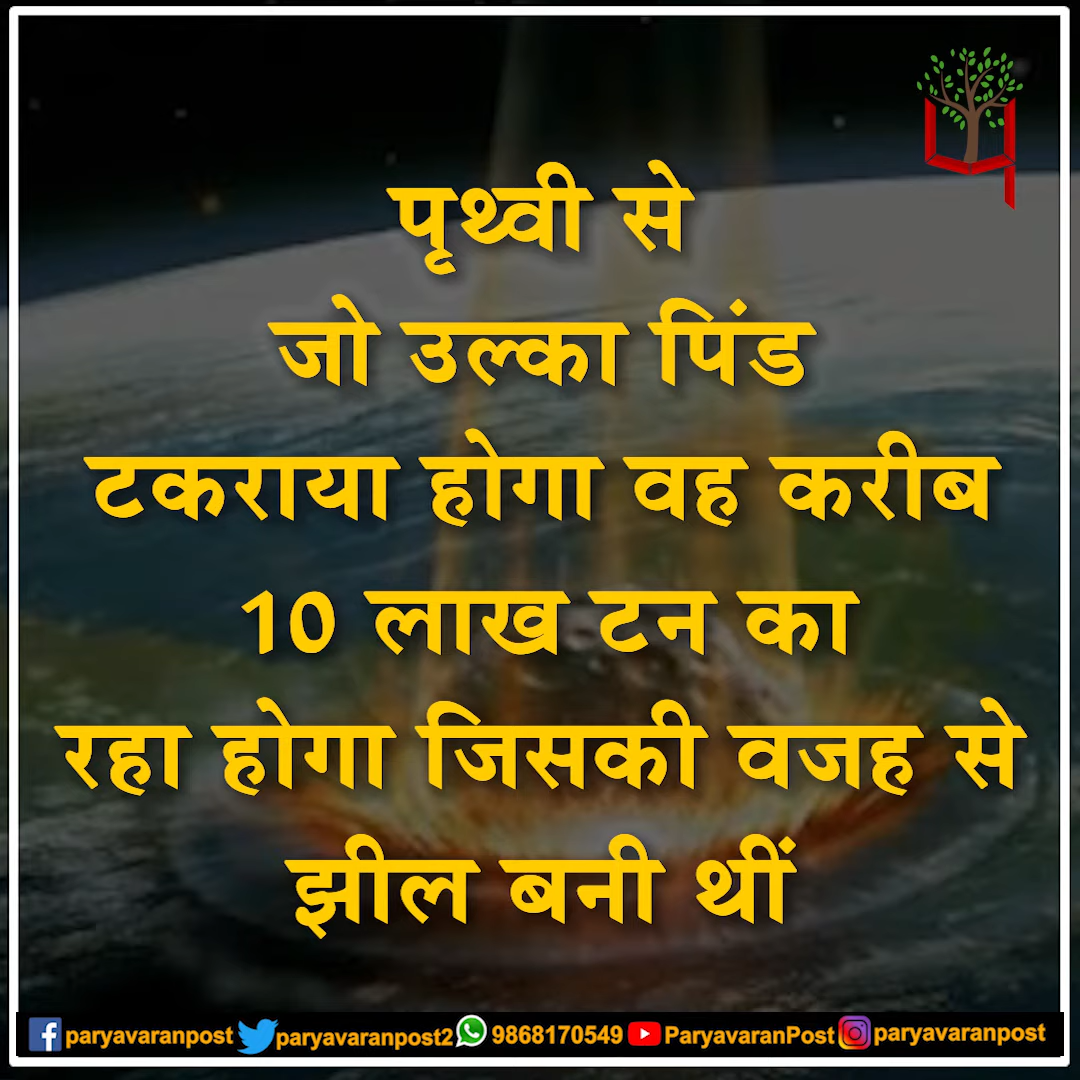 पृथ्वी से
जो उल्का पिंड
टकराया होगा वह करीब
10 लाख टन का
रहा होगा जिसकी वजह से
झील बनी थीं
paryavaranpost paryavaranpost2 9868170549 ParyavaranPost paryavaranpost